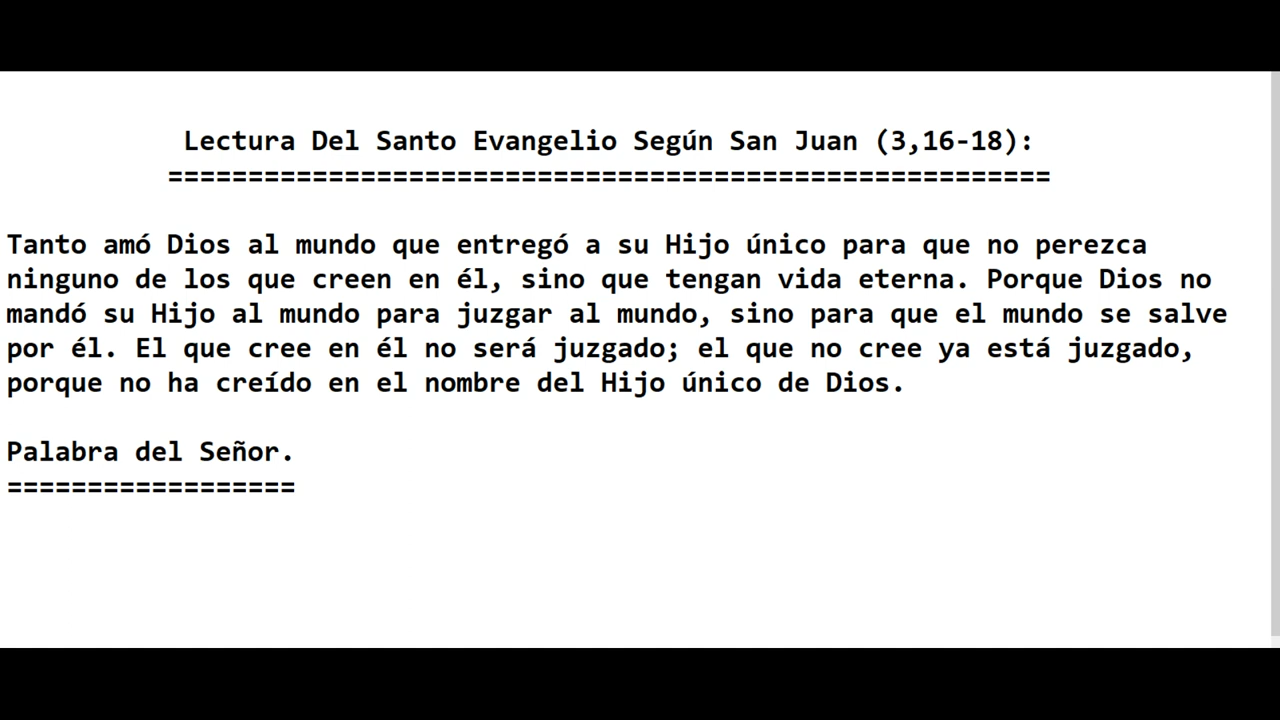 Lectura Del Santo Evangelio Según San Juan (3,16-18):
=======================================================
Tanto amó Dios al mundo que entregó a su Hijo único para que no perezca
ninguno de los que creen en él, sino que tengan vida eterna. Porque Dios no
mandó su Hijo al mundo para juzgar al mundo, sino para que el mundo se salve
por él. El que cree en él no será juzgado; el que no cree ya está juzgado,
porque no ha creído en el nombre del Hijo único de Dios.
Palabra del Señor.
==================